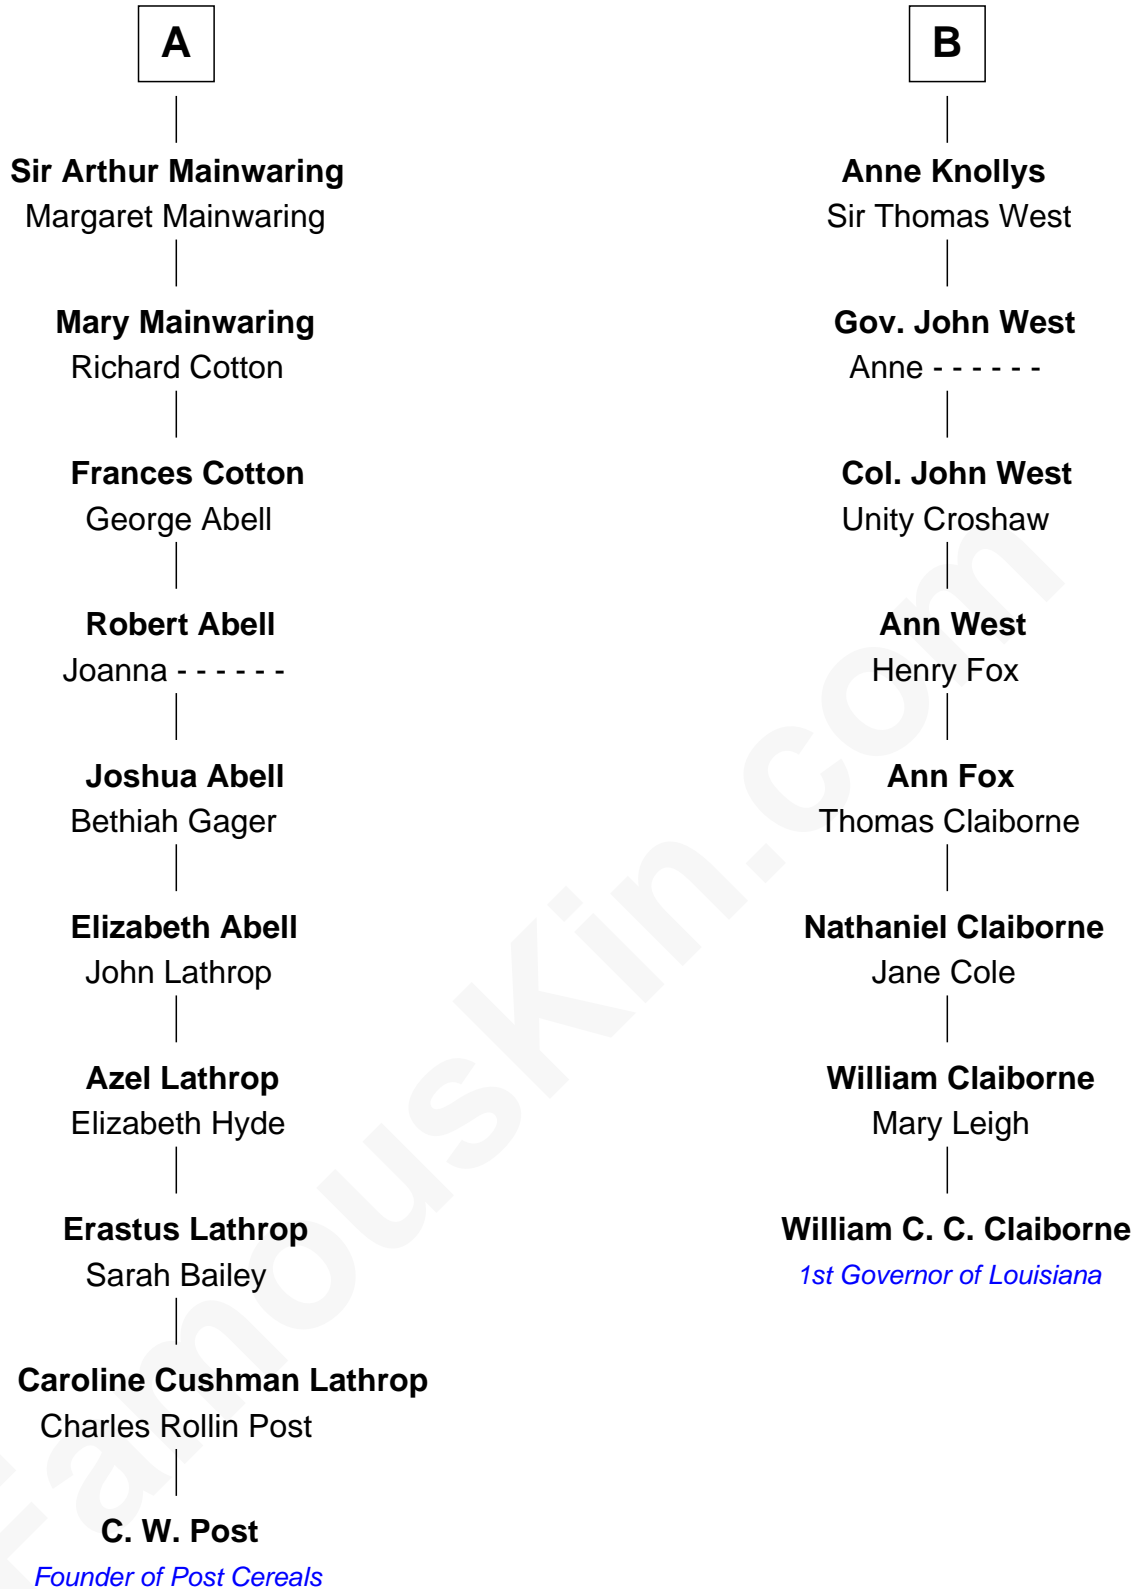 A
Sir Arthur Mainwaring
Margaret Mainwaring
Mary Mainwaring
Richard Cotton
Frances Cotton
George Abell
Robert Abell
Joanna - - - - - -
Joshua Abell
Bethiah Gager
Elizabeth Abell
John Lathrop
Azel Lathrop
Elizabeth Hyde
Erastus Lathrop
Sarah Bailey
Caroline Cushman Lathrop
Charles Rollin Post
C. W. Post
Founder of Post Cereals
B
Anne Knollys
Sir Thomas West
Gov. John West
Anne - - - - - -
Col. John West
Unity Croshaw
Ann West
Henry Fox
Ann Fox
Thomas Claiborne
Nathaniel Claiborne
Jane Cole
William Claiborne
Mary Leigh
William C. C. Claiborne
1st Governor of Louisiana
FamousKin.com